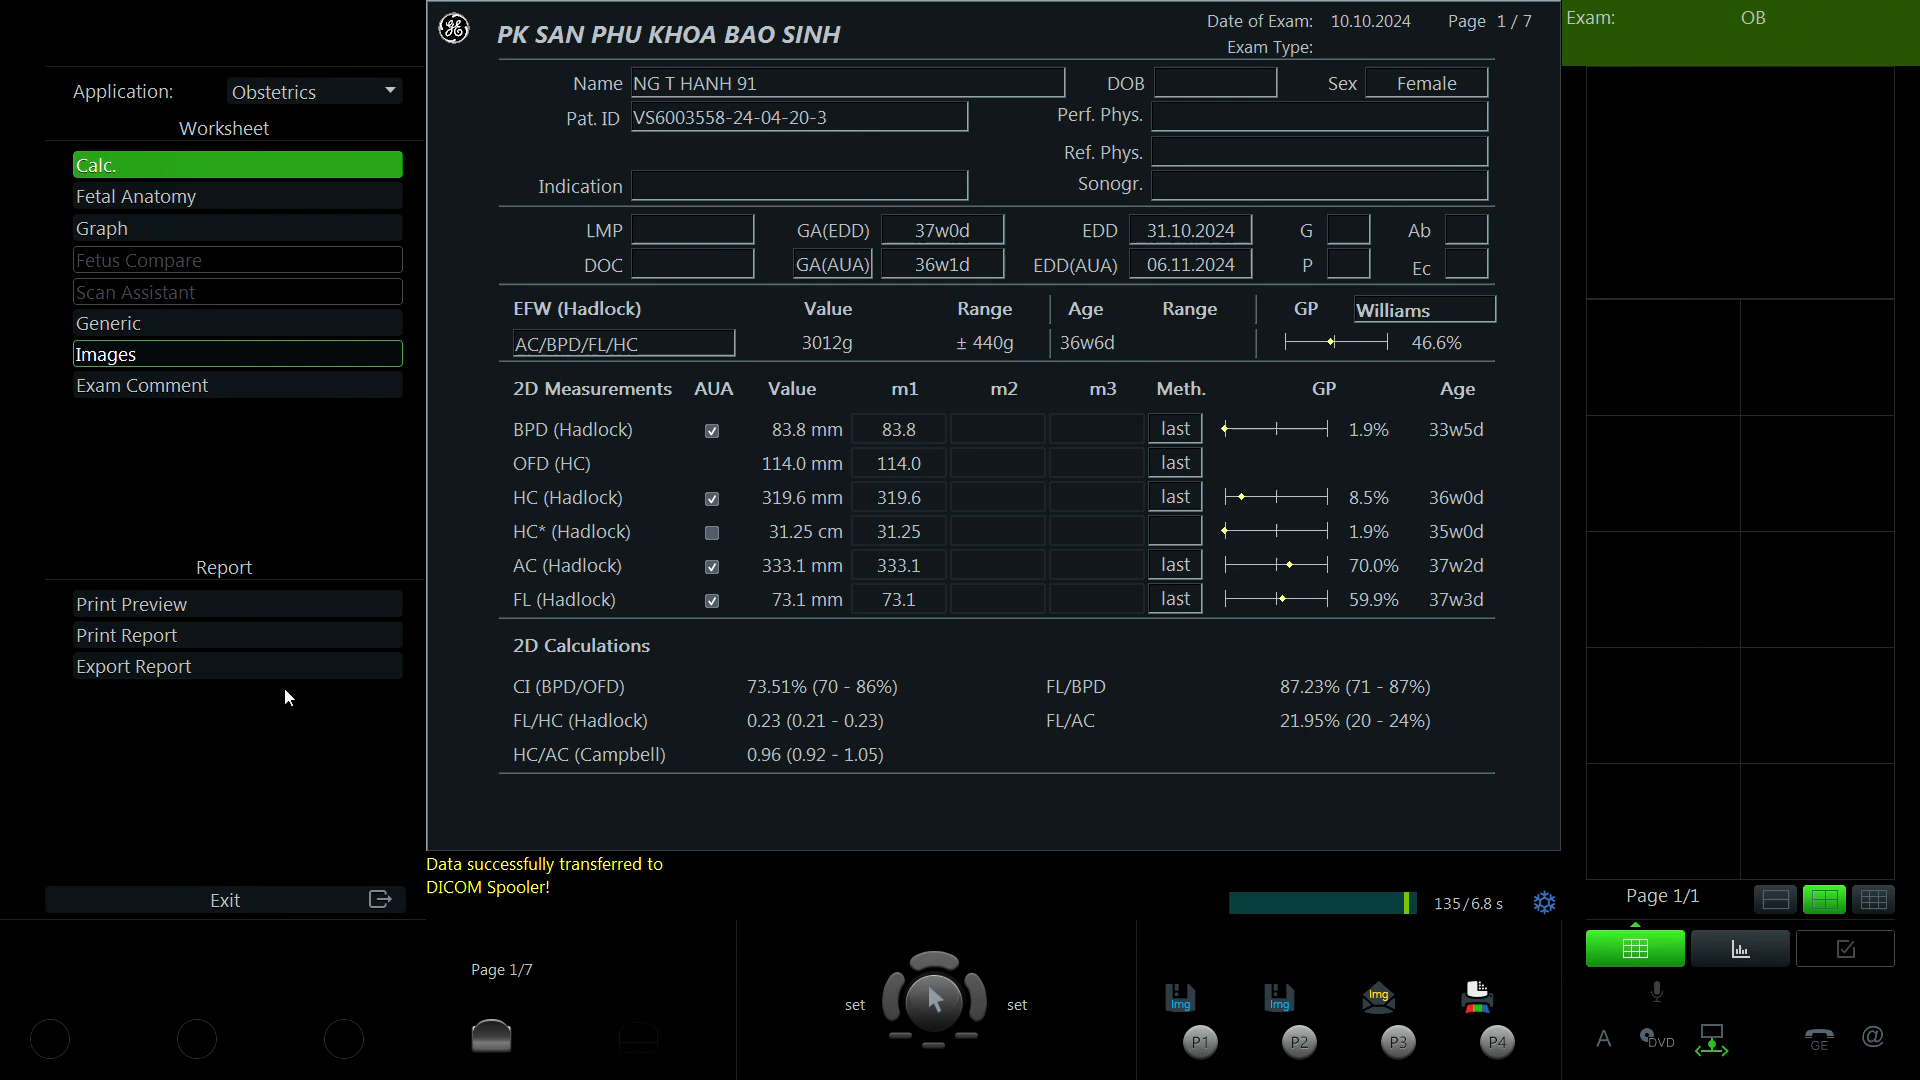 PK SAN PHU KHOA BAO SINH
Date of Exam: 10.10.2024 Page 1 / 7
Exam Type:
Exam: OB
Application: Obstetrics
Worksheet
Calc.
Fetal Anatomy
Graph
Fetus Compare
Scan Assistant
Generic
Images
Exam Comment
Report
Print Preview
Print Report
Export Report
Exit
Name NG T HANH 91 DOB Sex Female
Pat. ID VS6003558-24-04-20-3 Perf. Phys.
Ref. Phys.
Indication Sonogr.
LMP GA(EDD) 37w0d EDD 31.10.2024 G Ab
DOC GA(AUA) 36w1d EDD(AUA) 06.11.2024 P Ec
EFW (Hadlock) Value Range Age Range GP Williams
AC/BPD/FL/HC 3012g ± 440g 36w6d 46.6%
2D Measurements AUA Value m1 m2 m3 Meth. GP Age
BPD (Hadlock) 83.8 mm 83.8 last 1.9% 33w5d
OFD (HC) 114.0 mm 114.0 last
HC (Hadlock) 319.6 mm 319.6 last 8.5% 36w0d
HC* (Hadlock) 31.25 cm 31.25 1.9% 35w0d
AC (Hadlock) 333.1 mm 333.1 last 70.0% 37w2d
FL (Hadlock) 73.1 mm 73.1 last 59.9% 37w3d
2D Calculations
CI (BPD/OFD) 73.51% (70 - 86%) FL/BPD 87.23% (71 - 87%)
FL/HC (Hadlock) 0.23 (0.21 - 0.23) FL/AC 21.95% (20 - 24%)
HC/AC (Campbell) 0.96 (0.92 - 1.05)
Data successfully transferred to
DICOM Spooler!
135/6.8 s
Page 1/1
Page 1/7
set set
Img Img Img
P1 P2 P3 P4
A DVD GE @